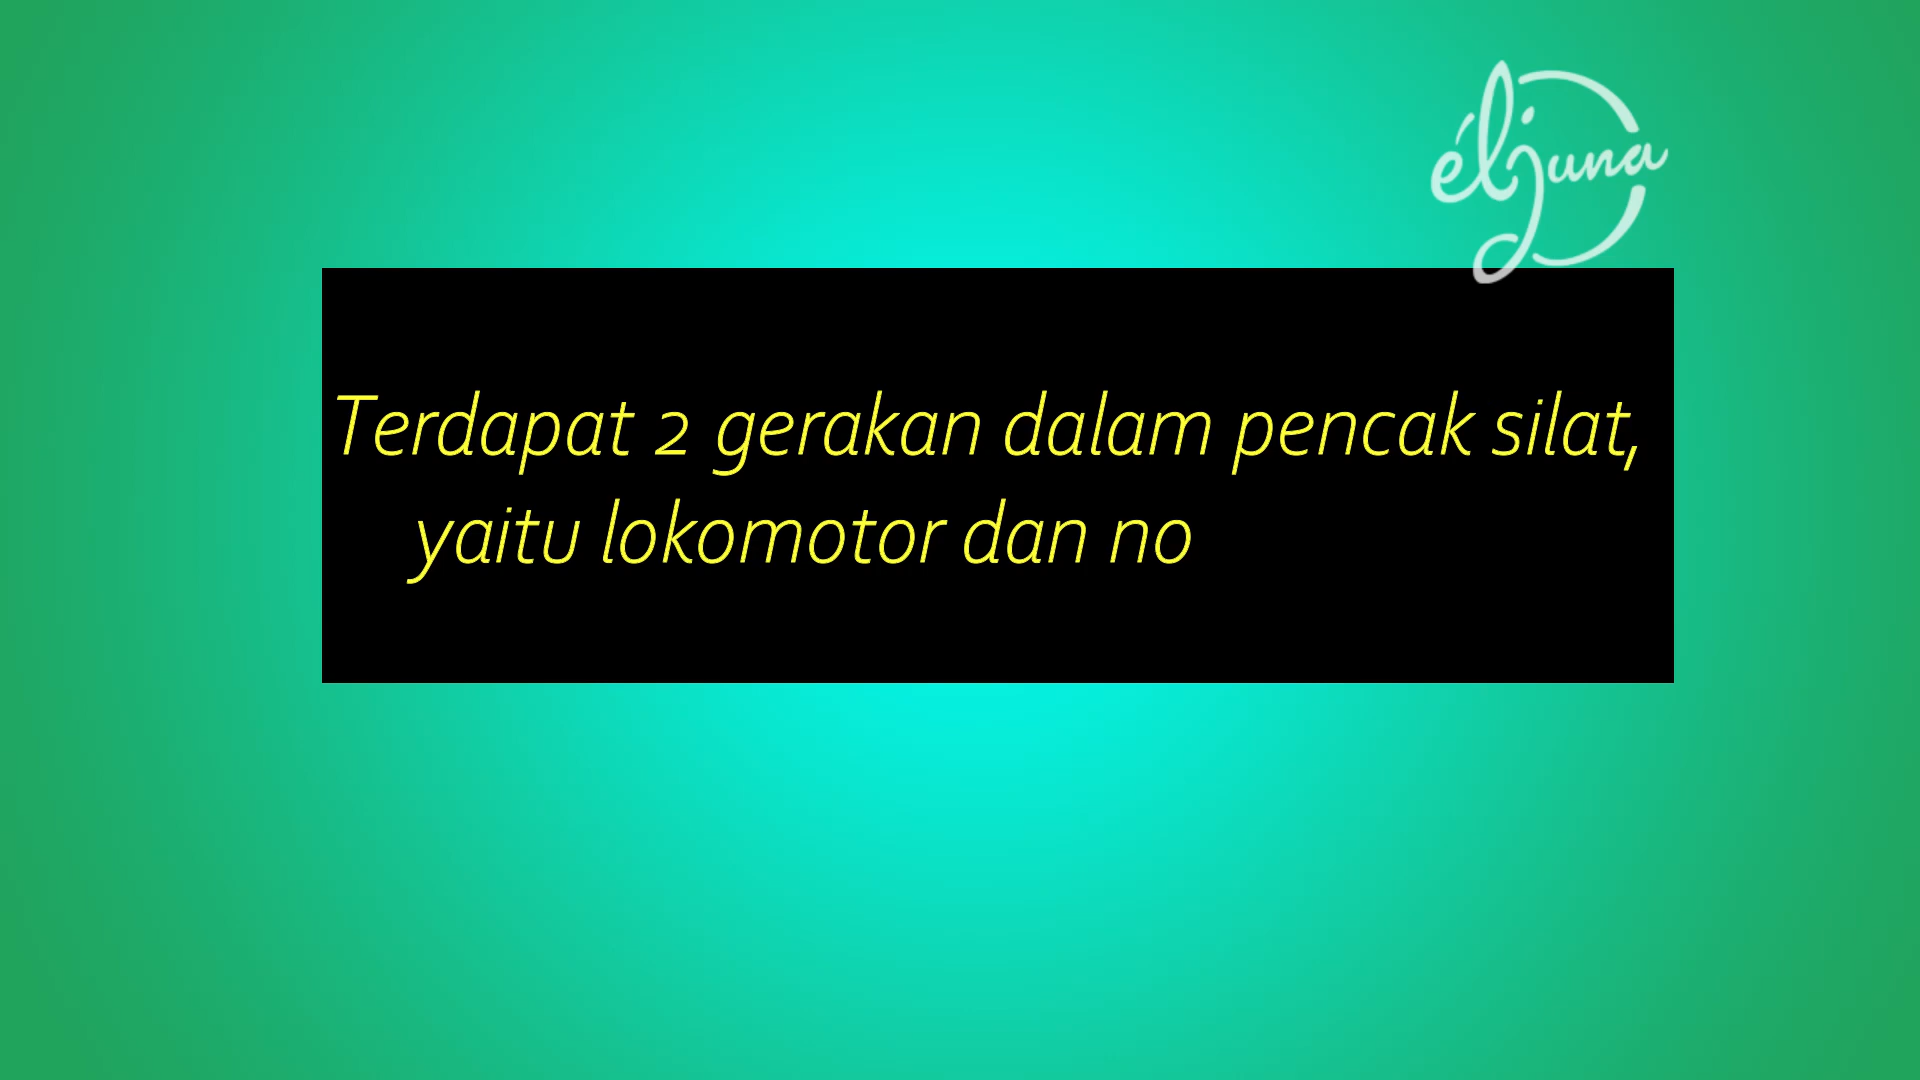 éljuna
Terdapat 2 gerakan dalam pencak silat,
yaitu lokomotor dan no